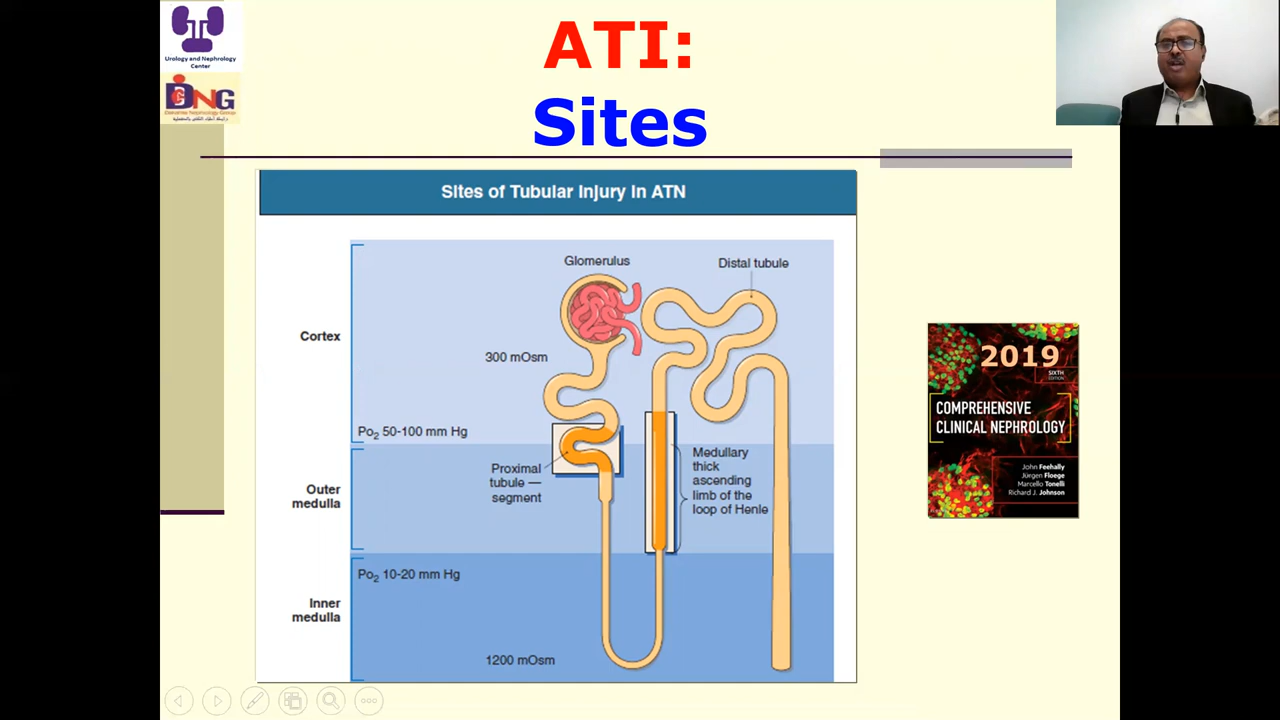 Urology and Nephrology
Center
DNG
ATI:
Sites
Sites of Tubular Injury in ATN
Glomerulus
Distal tubule
Cortex
300 mOsm
Po2 50-100 mm Hg
Proximal
tubule —
segment
Medullary
thick
ascending
limb of the
loop of Henle
Outer
medulla
Po2 10-20 mm Hg
Inner
medulla
1200 mOsm
2019
SIXTH
EDITION
COMPREHENSIVE
CLINICAL NEPHROLOGY
John Feehally
Jürgen Floege
Marcello Tonelli
Richard J. Johnson